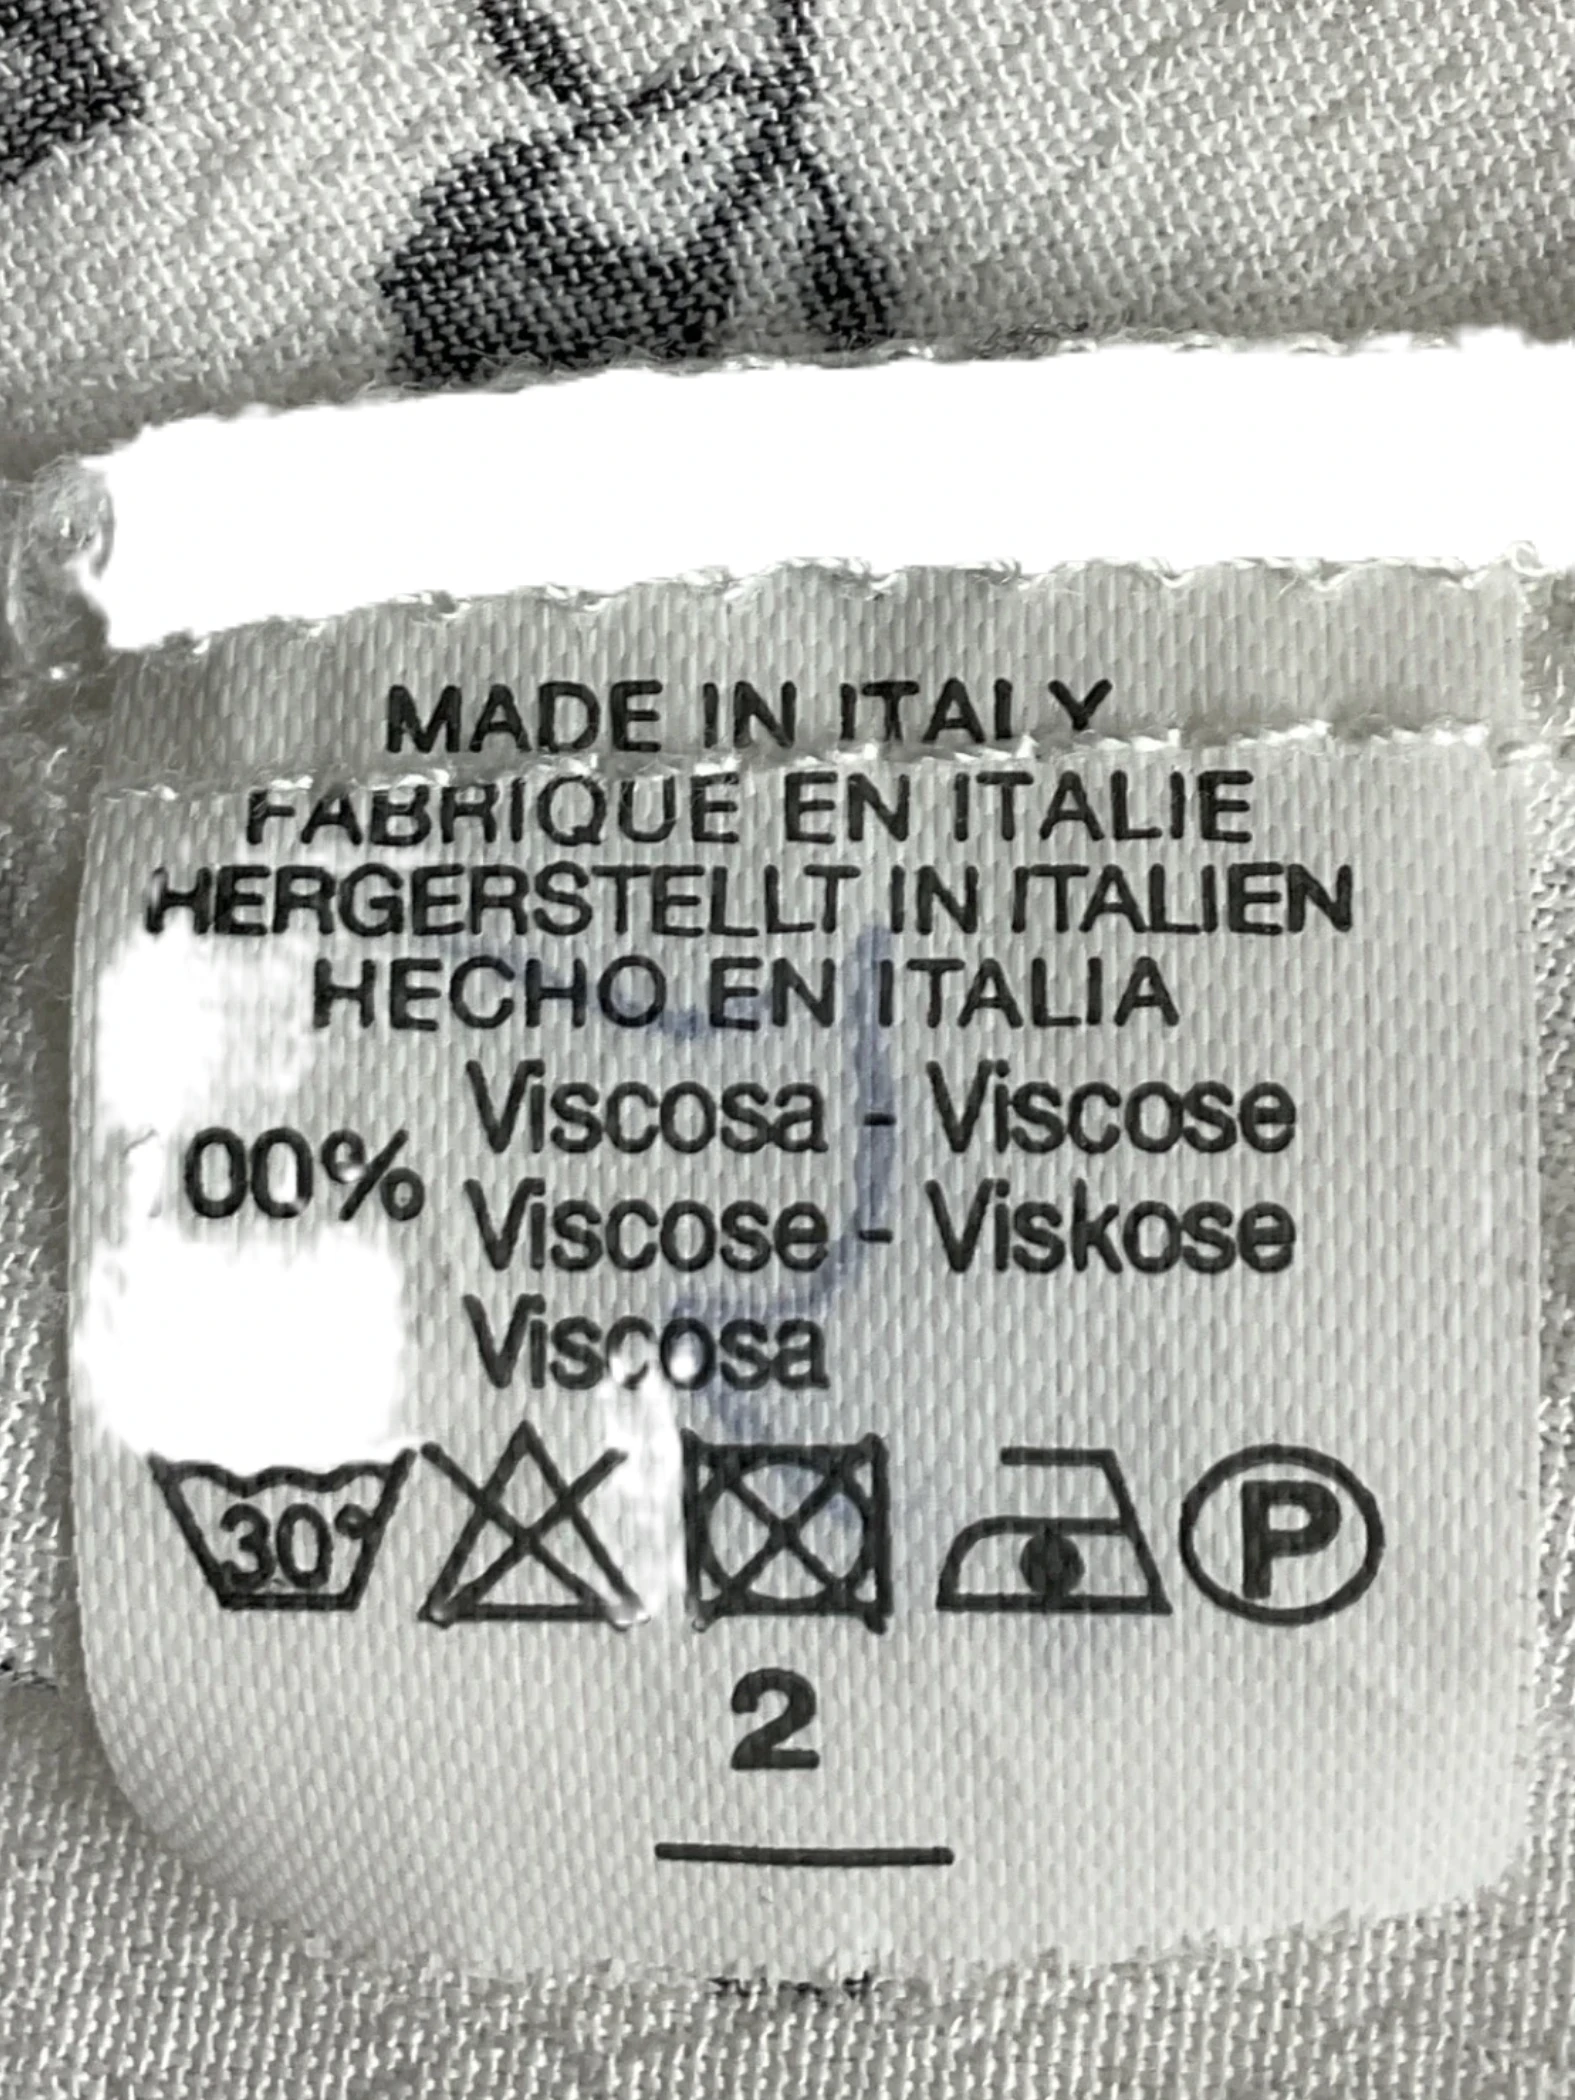 MADE IN ITALY
FABRIQUE EN ITALIE
HERGERSTELLT IN ITALIEN
HECHO EN ITALIA
Viscosa - Viscose
00% Viscose - Viskose
Viscosa
30° P
2